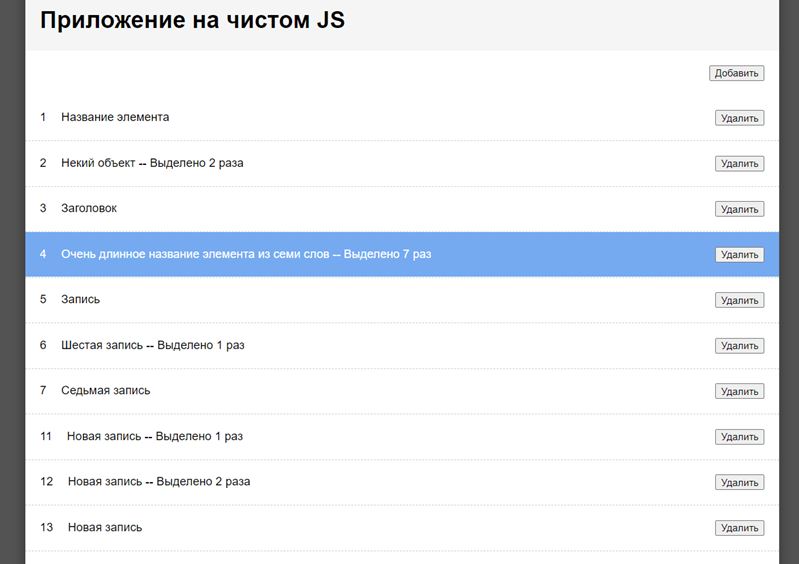 Приложение на чистом JS
Добавить
1 Название элемента Удалить
2 Некий объект -- Выделено 2 раза Удалить
3 Заголовок Удалить
4 Очень длинное название элемента из семи слов -- Выделено 7 раз Удалить
5 Запись Удалить
6 Шестая запись -- Выделено 1 раз Удалить
7 Седьмая запись Удалить
11 Новая запись -- Выделено 1 раз Удалить
12 Новая запись -- Выделено 2 раза Удалить
13 Новая запись Удалить